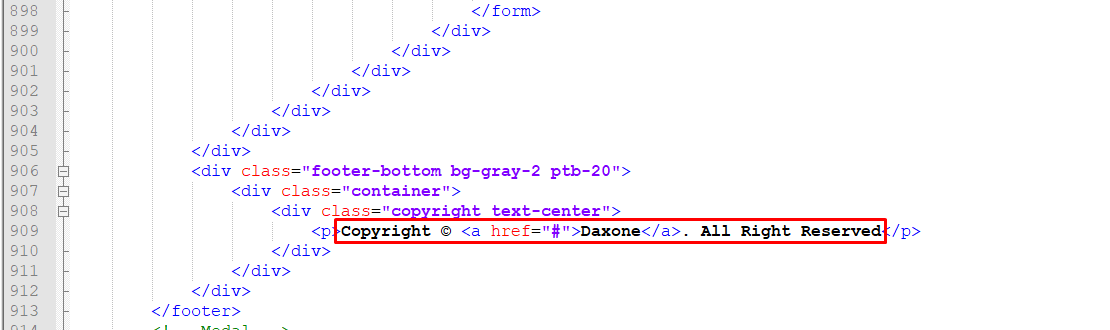 898 </form>
899 </div>
900 </div>
901 </div>
902 </div>
903 </div>
904 </div>
905 </div>
906 <div class="footer-bottom bg-gray-2 ptb-20">
907 <div class="container">
908 <div class="copyright text-center">
909 <p>Copyright © <a href="#">Daxone</a>. All Right Reserved</p>
910 </div>
911 </div>
912 </div>
913 </footer>
914 <!-- Modal -->